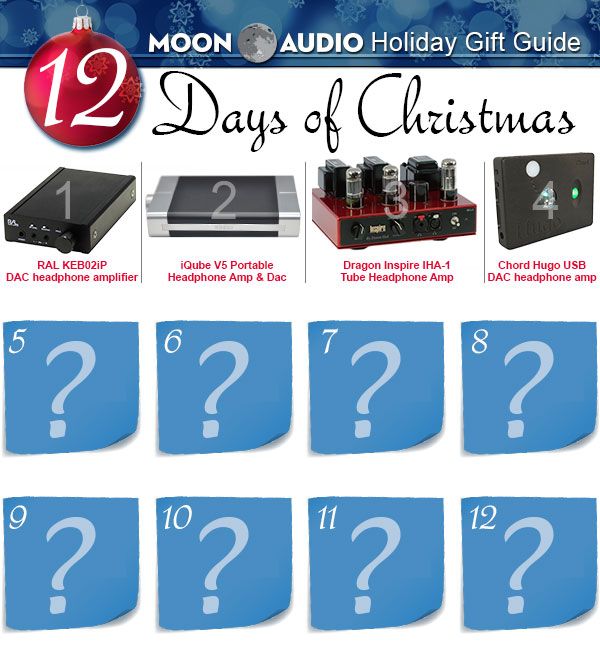 MOON AUDIO Holiday Gift Guide
12 Days of Christmas
1 2 3 4
RAL KEB02iP
DAC headphone amplifier
iQube V5 Portable
Headphone Amp & Dac
Dragon Inspire IHA-1
Tube Headphone Amp
Chord Hugo USB
DAC headphone amp
5 ? 6 ? 7 ? 8 ?
9 ? 10 ? 11 ? 12 ?